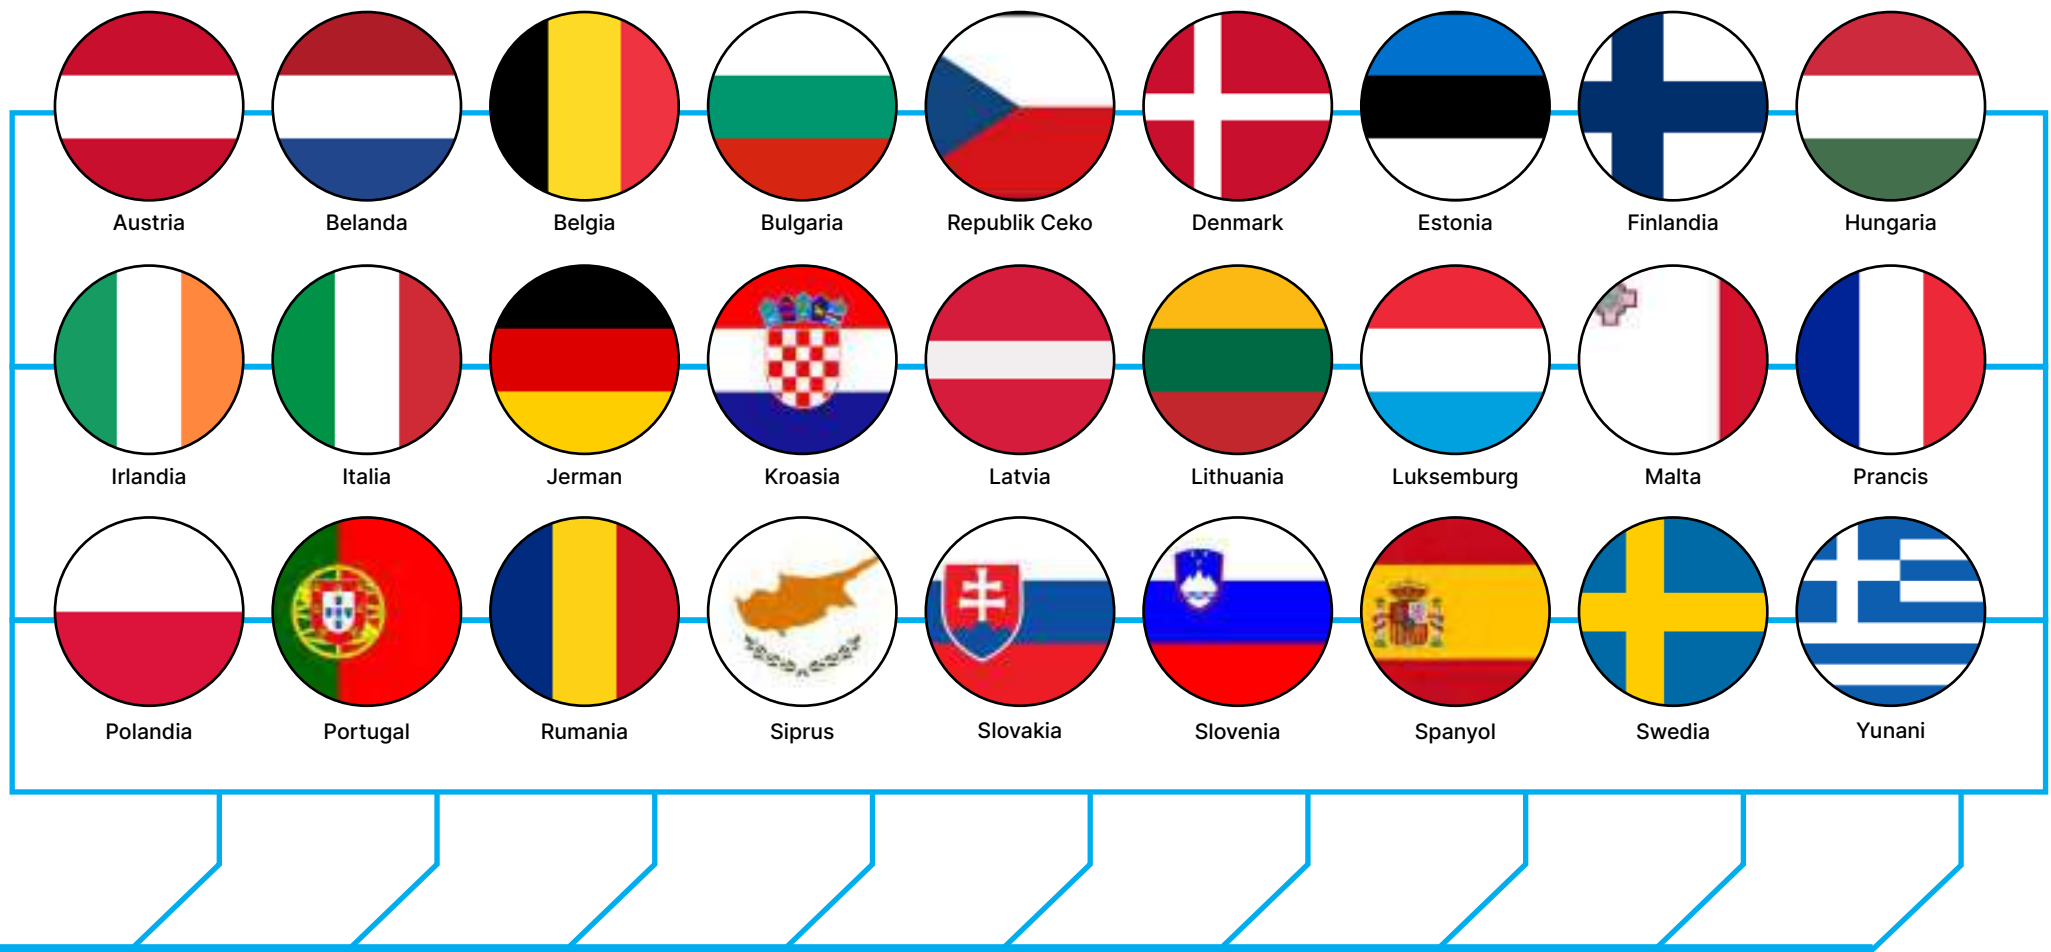 Austria
Belanda
Belgia
Bulgaria
Republik Ceko
Denmark
Estonia
Finlandia
Hungaria
Irlandia
Italia
Jerman
Kroasia
Latvia
Lithuania
Luksemburg
Malta
Prancis
Polandia
Portugal
Rumania
Siprus
Slovakia
Slovenia
Spanyol
Swedia
Yunani